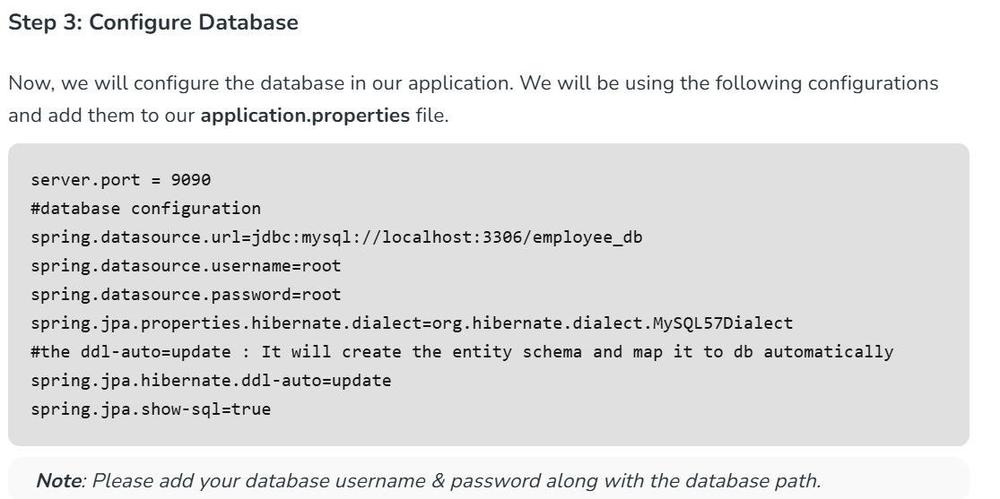 Step 3: Configure Database
Now, we will configure the database in our application. We will be using the following configurations
and add them to our application.properties file.
server.port = 9090
#database configuration
spring.datasource.url=jdbc:mysql://localhost:3306/employee_db
spring.datasource.username=root
spring.datasource.password=root
spring.jpa.properties.hibernate.dialect=org.hibernate.dialect.MySQL57Dialect
#the ddl-auto=update : It will create the entity schema and map it to db automatically
spring.jpa.hibernate.ddl-auto=update
spring.jpa.show-sql=true
Note: Please add your database username & password along with the database path.